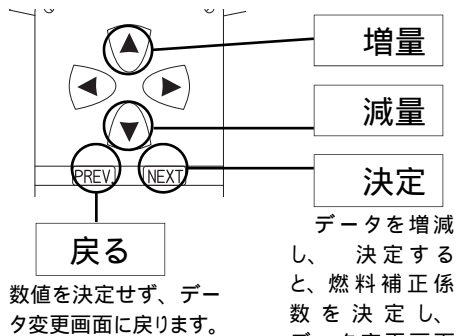 増量
減量
決定
PREV.
NEXT
戻る
数値を決定せず、デー
タ変更画面に戻ります。
データを増減
し、 決定する
と、燃料補正係
数を決定し、